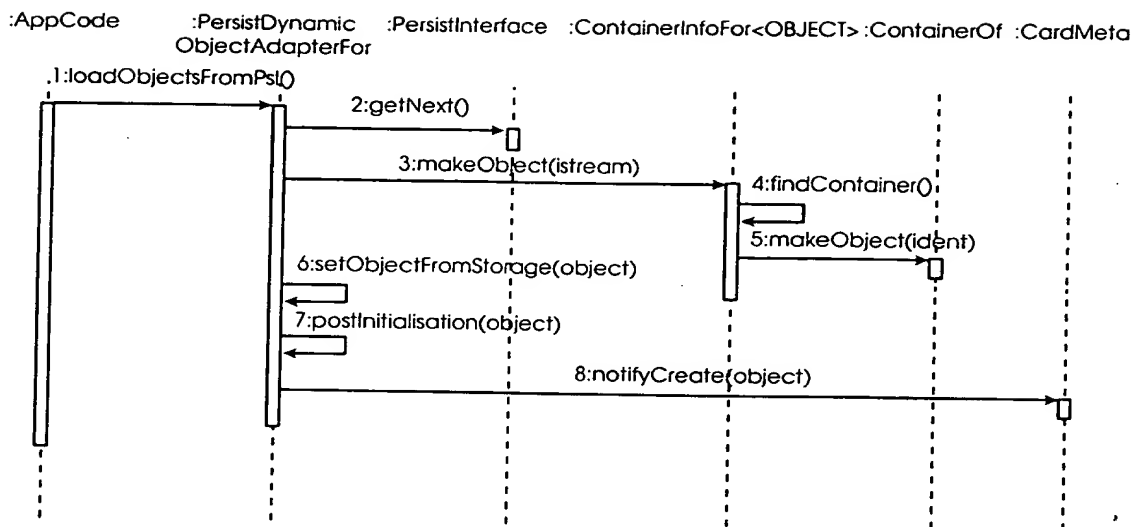 :AppCode :PersistDynamic :PersistInterface :ContainerInfoFor<OBJECT> :ContainerOf :CardMeta
ObjectAdapterFor
1:loadObjectsFromPsl()
2:getNext()
3:makeObject(istream)
4:findContainer()
5:makeObject(ident)
6:setObjectFromStorage(object)
7:postInitialisation(object)
8:notifyCreate(object)